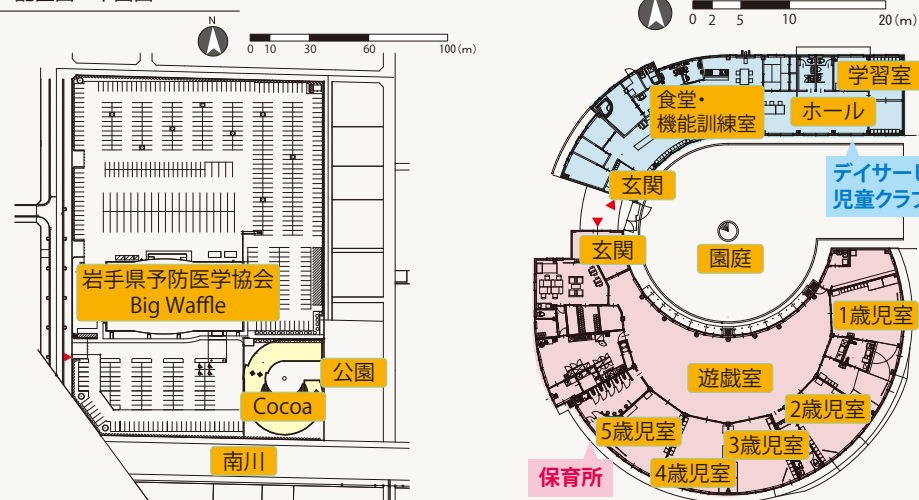 N
0 10 30 60 100(m)
0 2 5 10 20(m)
岩手県予防医学協会
Big Waffle
公園
Cocoa
南川
学習室
食堂・
機能訓練室
ホール
デイサービ
児童クラブ
玄関
玄関
園庭
1歳児室
遊戯室
2歳児室
5歳児室
3歳児室
4歳児室
保育所